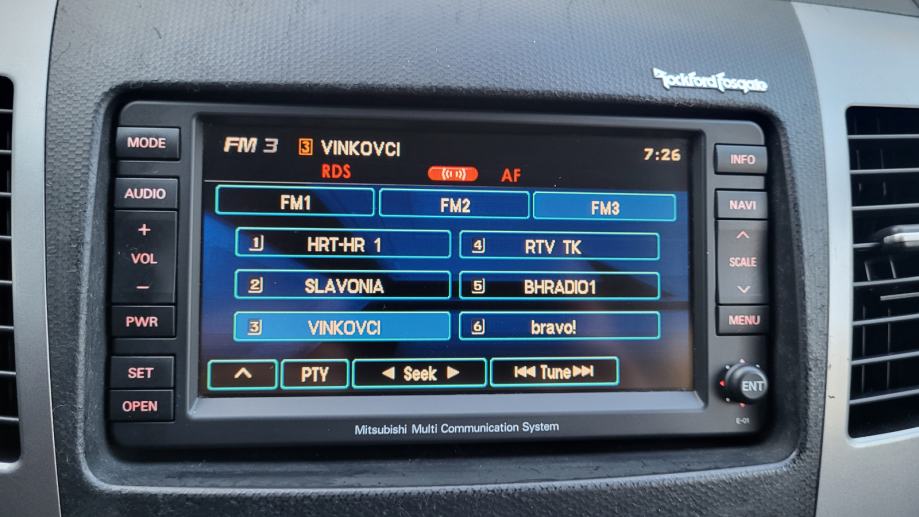 Rockford Fosgate
MODE
FM 3 3 VINKOVCI 7:26
INFO
RDS ((ı)) AF
AUDIO
FM1 FM2 FM3
NAVI
+
VOL
−
1 HRT-HR 1 4 RTV TK
2 SLAVONIA 5 BHRADIO1
3 VINKOVCI 6 bravo!
SCALE
PWR
MENU
SET
PTY Seek Tune
ENT
OPEN
E-01
Mitsubishi Multi Communication System